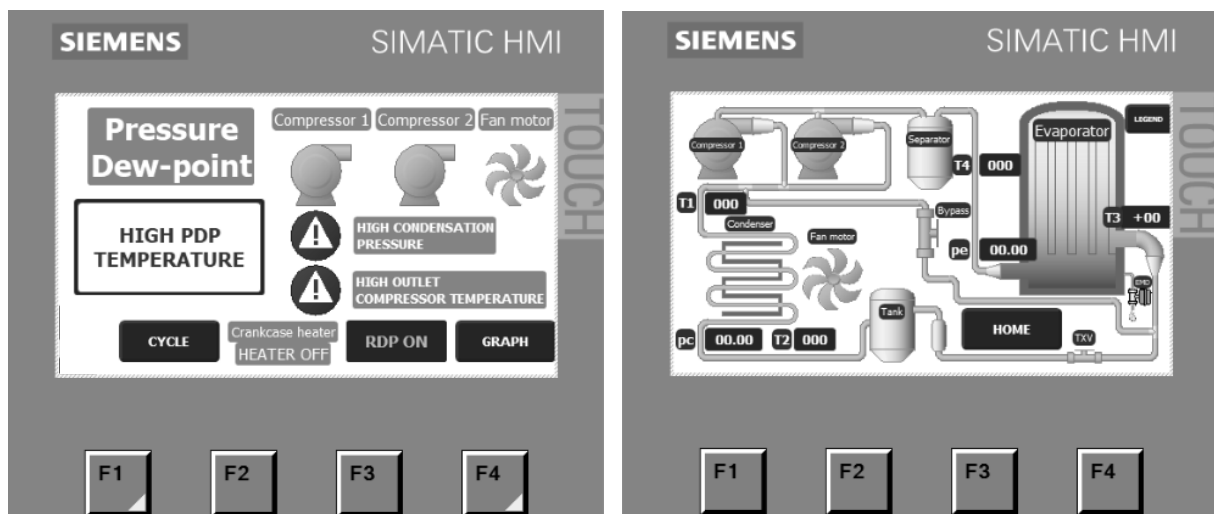 SIEMENS
SIMATIC HMI
TOUCH
Pressure
Dew-point
Compressor 1
Compressor 2
Fan motor
HIGH PDP
TEMPERATURE
HIGH CONDENSATION
PRESSURE
HIGH OUTLET
COMPRESSOR TEMPERATURE
CYCLE
Crankcase heater
HEATER OFF
RDP ON
GRAPH
F1
F2
F3
F4
SIEMENS
SIMATIC HMI
TOUCH
LEGEND
Compressor 1
Compressor 2
Separator
Evaporator
T4 000
T1 000
Bypass
T3 +00
Condenser
Fan motor
pe 00.00
EMD
Tank
HOME
pc 00.00
T2 000
TXV
F1
F2
F3
F4